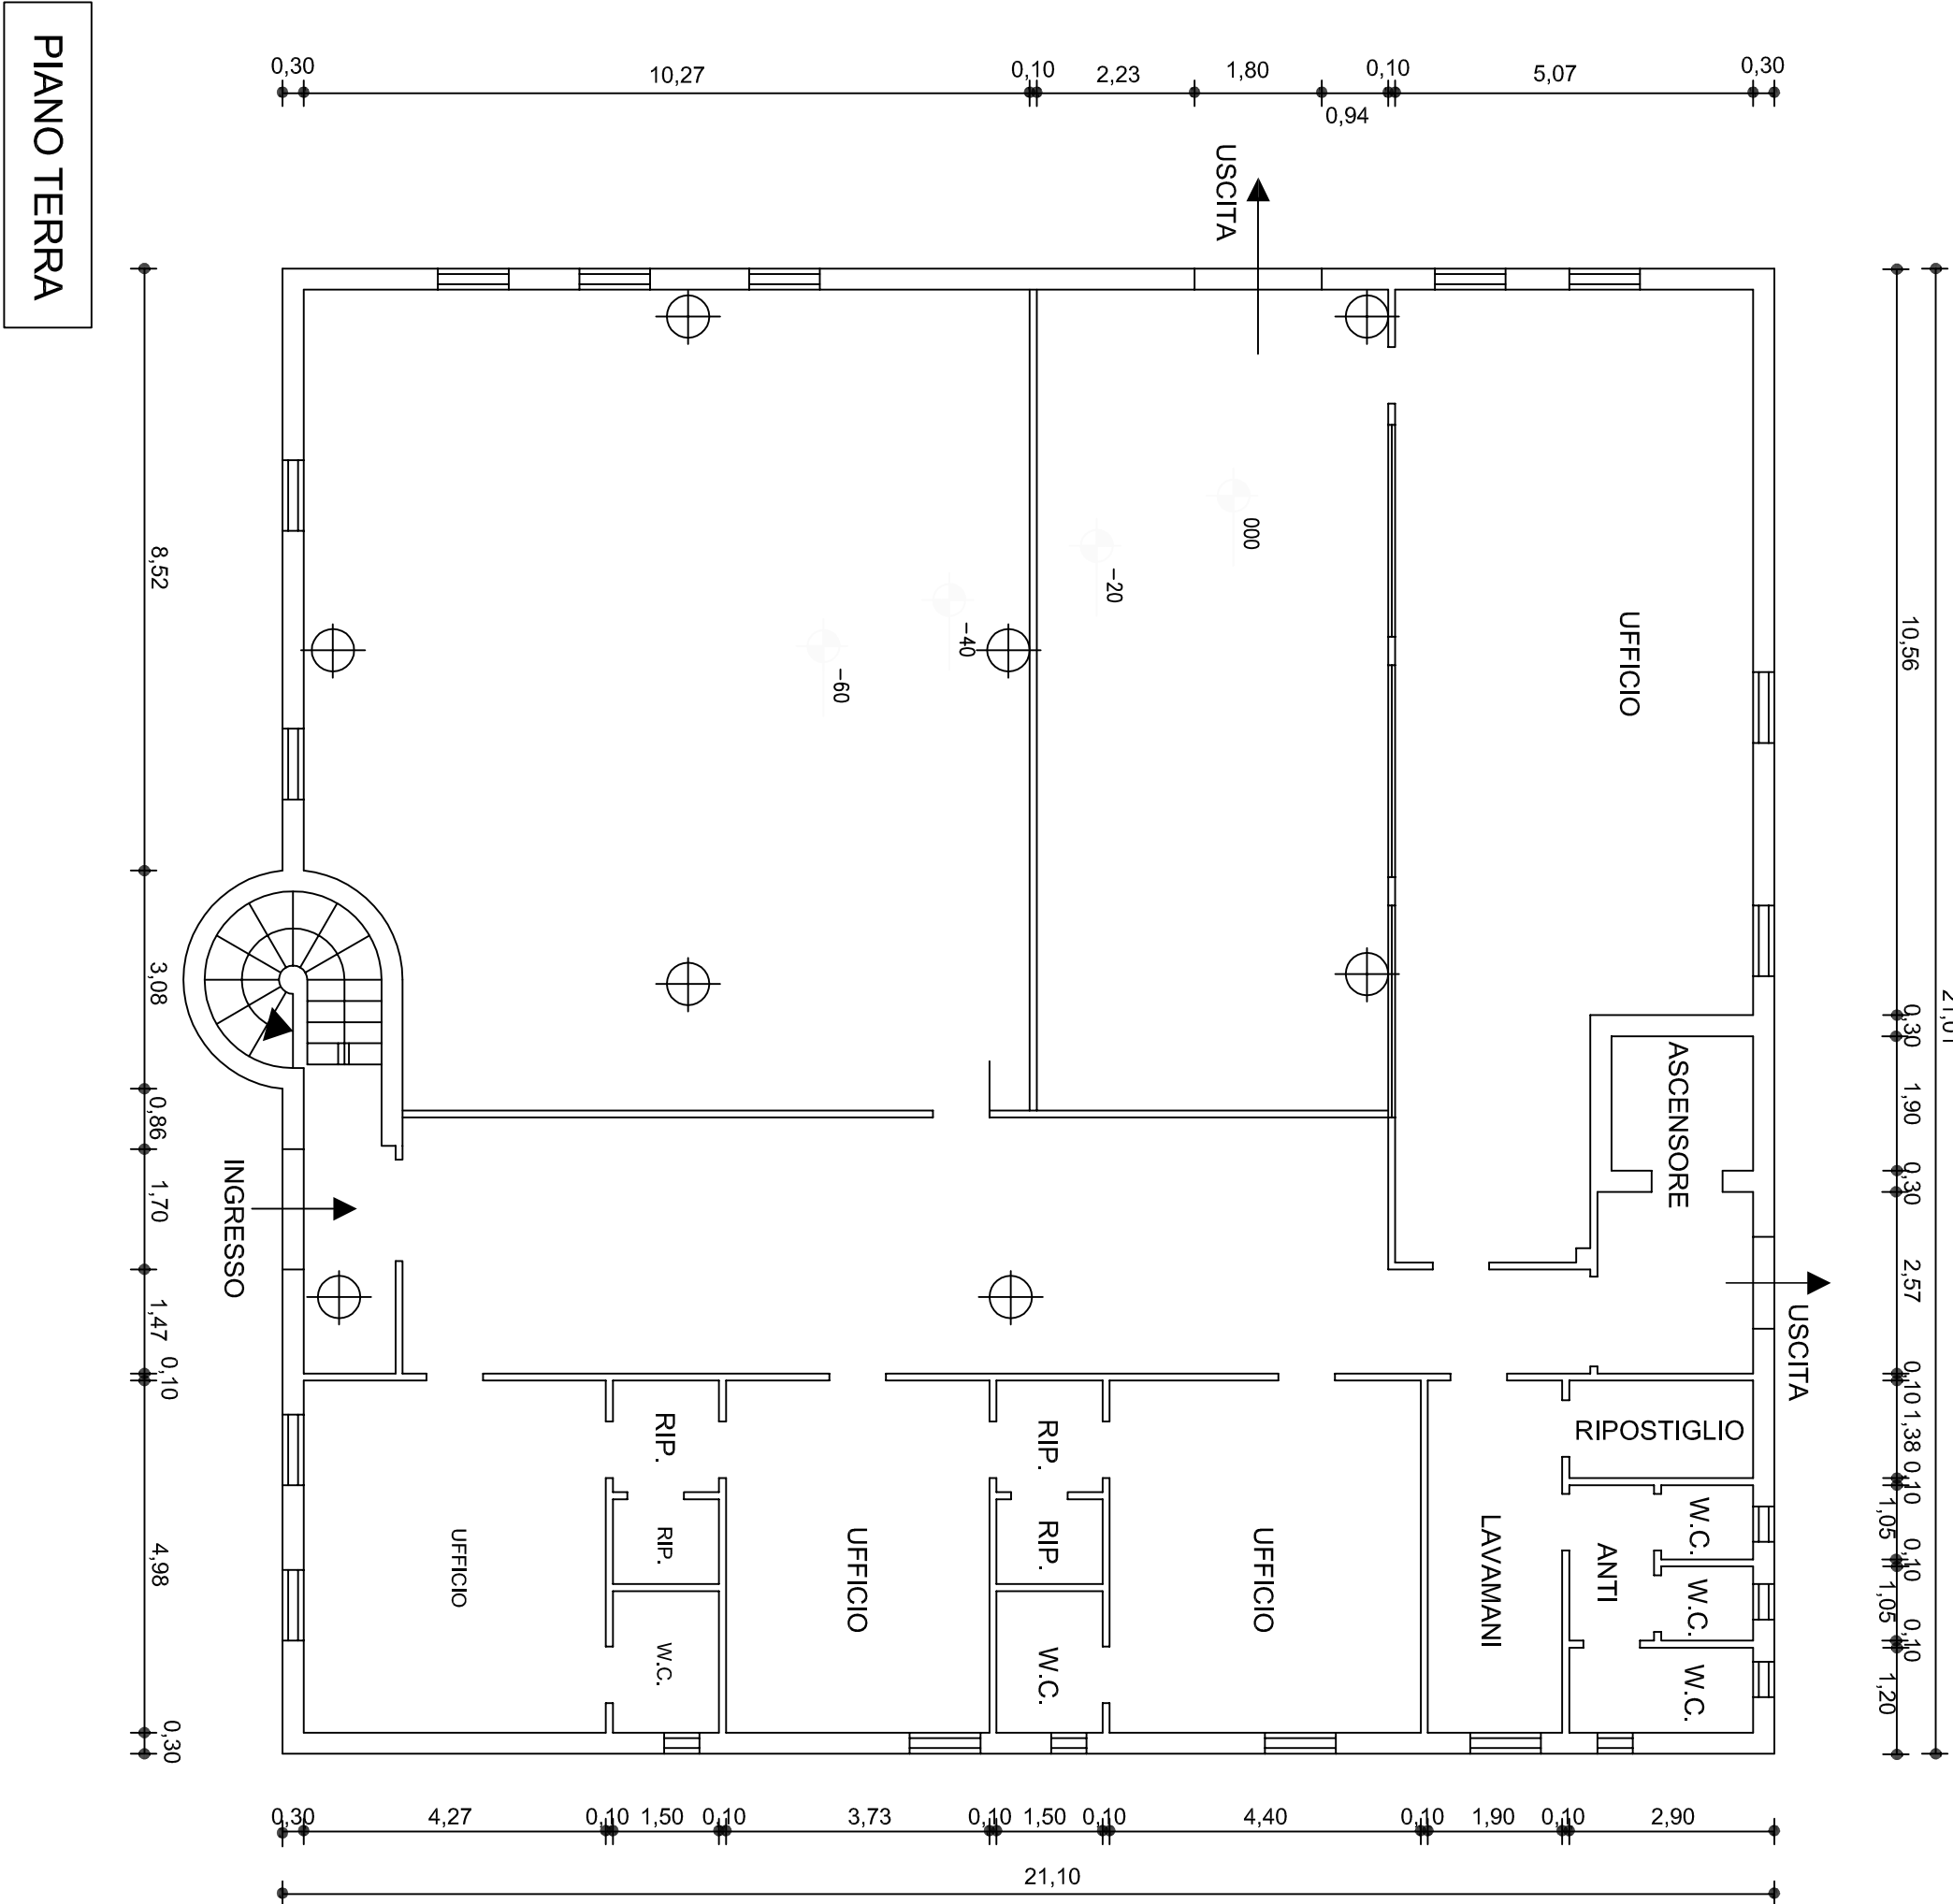 PIANO TERRA
0,30
10,27
0,10
2,23
1,80
0,94
0,10
5,07
0,30
USCITA
000
-20
-40
-60
UFFICIO
8,52
3,08
0,86
1,70
1,47
0,10
4,98
0,30
10,56
0,30
1,90
0,30
2,57
0,10
1,38
0,10
1,05
0,10
1,05
0,10
1,20
21,01
ASCENSORE
INGRESSO
USCITA
RIPOSTIGLIO
RIP.
RIP.
RIP.
RIP.
W.C.
W.C.
W.C.
W.C.
W.C.
UFFICIO
UFFICIO
UFFICIO
LAVAMANI
ANTI
0,30
4,27
0,10
1,50
0,10
3,73
0,10
1,50
0,10
4,40
0,10
1,90
0,10
2,90
21,10